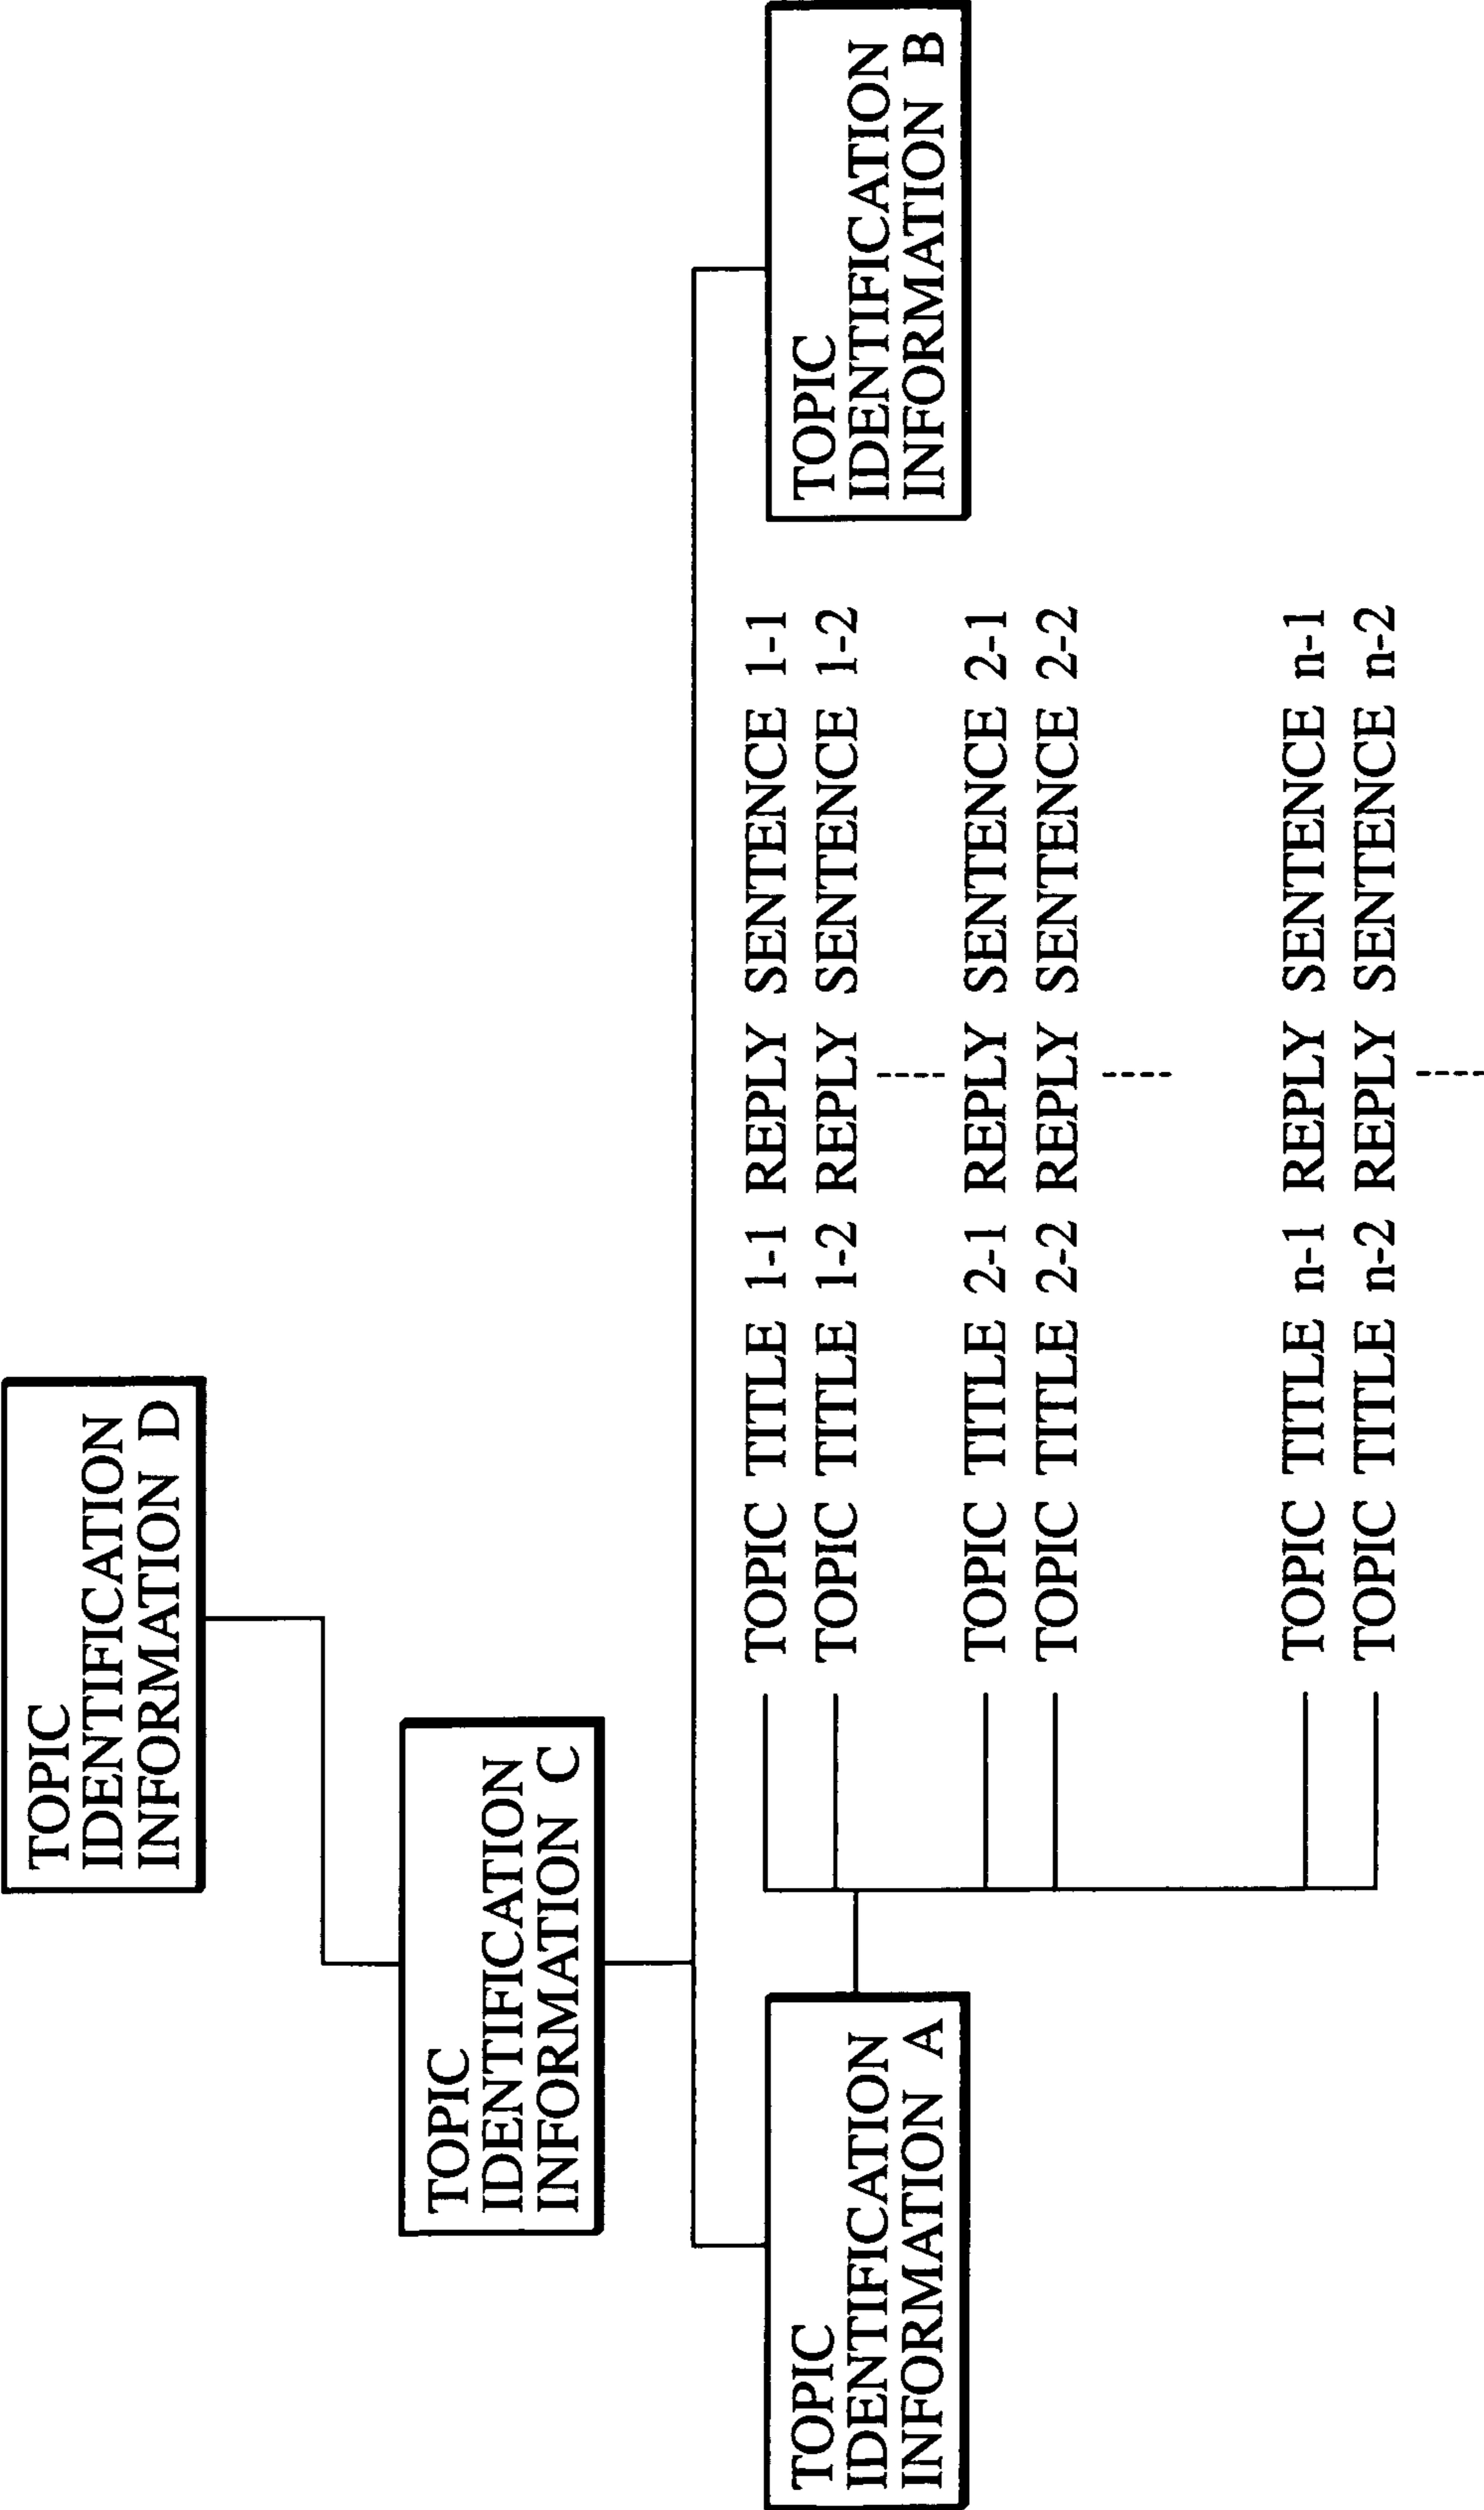 TOPIC
IDENTIFICATION
INFORMATION D
TOPIC
IDENTIFICATION
INFORMATION C
TOPIC
IDENTIFICATION
INFORMATION A
TOPIC TITLE 1-1 REPLY SENTENCE 1-1
TOPIC TITLE 1-2 REPLY SENTENCE 1-2
TOPIC TITLE 2-1 REPLY SENTENCE 2-1
TOPIC TITLE 2-2 REPLY SENTENCE 2-2
TOPIC TITLE n-1 REPLY SENTENCE n-1
TOPIC TITLE n-2 REPLY SENTENCE n-2
TOPIC
IDENTIFICATION
INFORMATION B